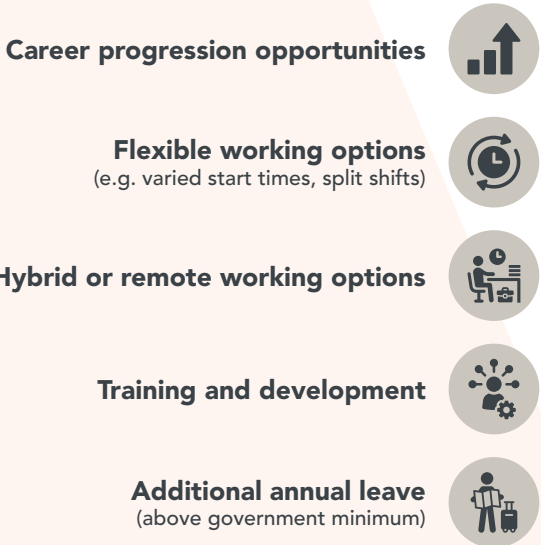 Career progression opportunities
Flexible working options
(e.g. varied start times, split shifts)
Hybrid or remote working options
Training and development
Additional annual leave
(above government minimum)